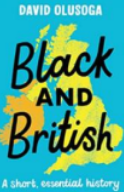 DAVID OLUSOGA
Black
AND
British
A short, essential history